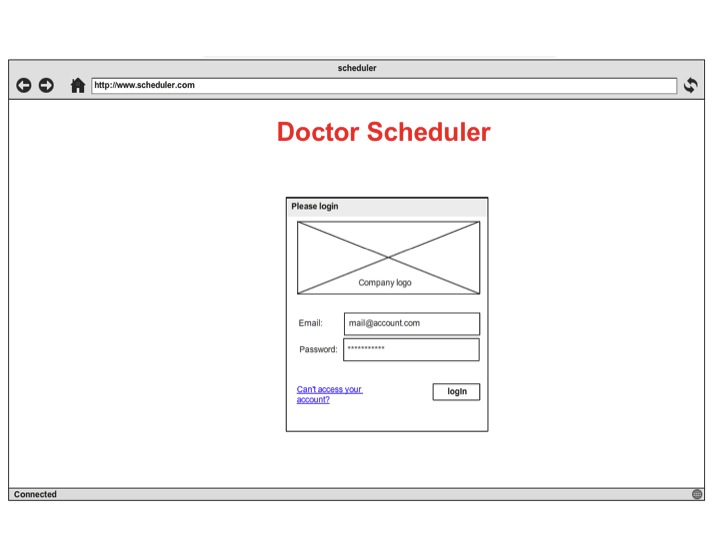 scheduler
http://www.scheduler.com
Doctor Scheduler
Please login
Company logo
Email:
mail@account.com
Password:
***********
Can't access your
account?
logIn
Connected